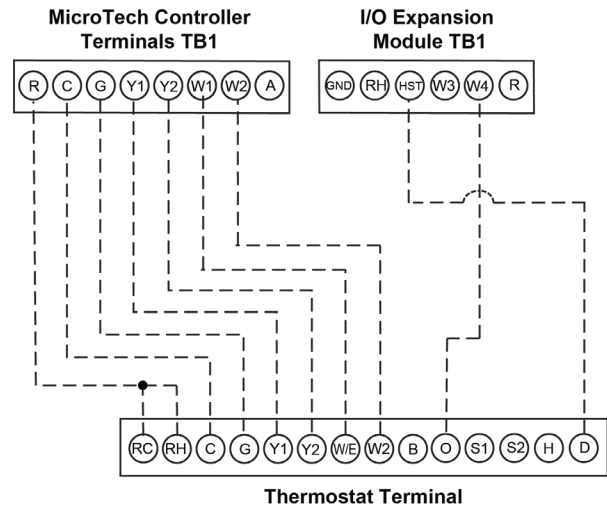 MicroTech Controller
Terminals TB1
I/O Expansion
Module TB1
R C G Y1 Y2 W1 W2 A
GND RH HST W3 W4 R
RC RH C G Y1 Y2 W/E W2 B O S1 S2 H D
Thermostat Terminal